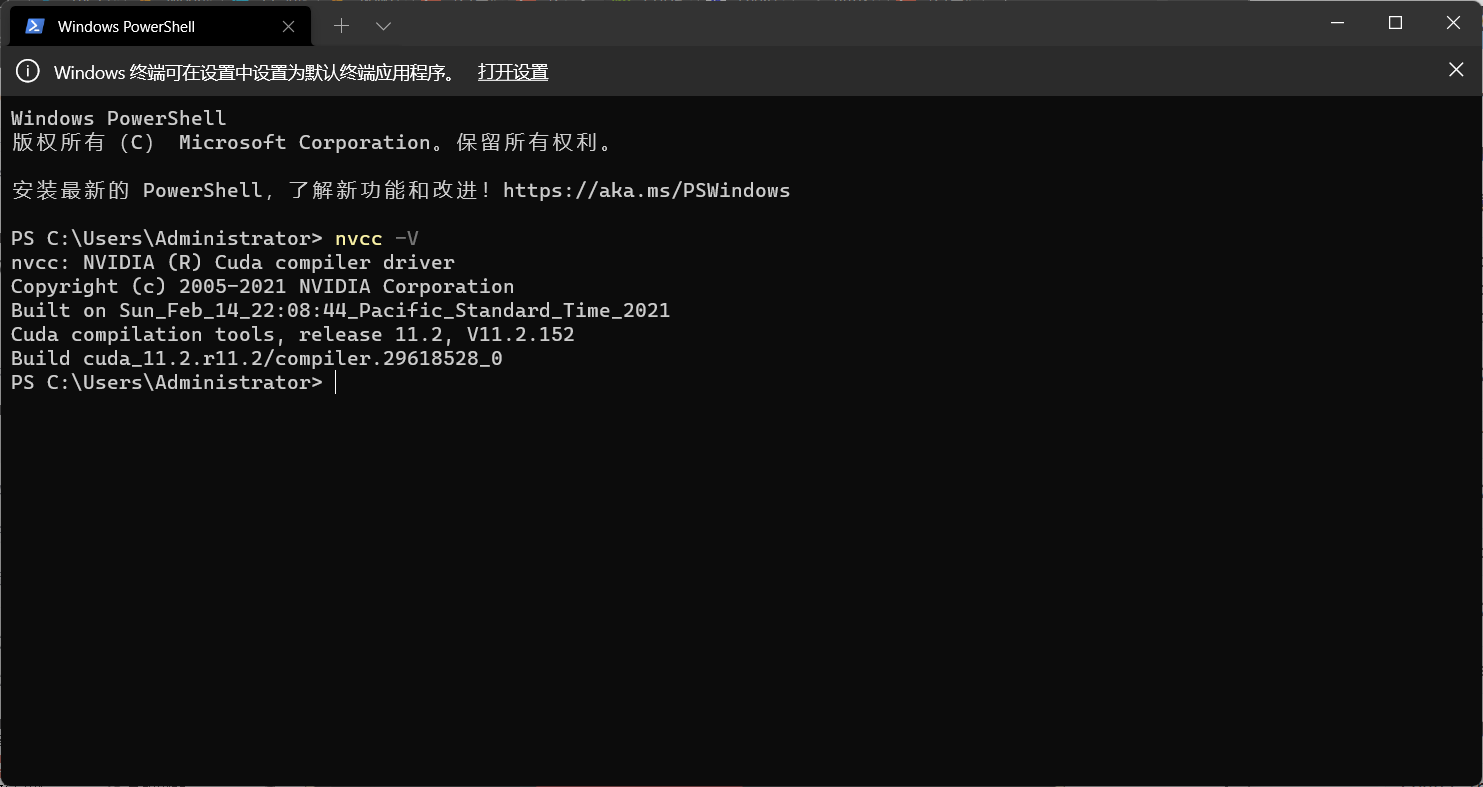 Windows PowerShell
Windows 终端可在设置中设置为默认终端应用程序。 打开设置
Windows PowerShell
版权所有（C） Microsoft Corporation。保留所有权利。
安装最新的 PowerShell，了解新功能和改进！https://aka.ms/PSWindows
PS C:\Users\Administrator> nvcc -V
nvcc: NVIDIA (R) Cuda compiler driver
Copyright (c) 2005-2021 NVIDIA Corporation
Built on Sun_Feb_14_22:08:44_Pacific_Standard_Time_2021
Cuda compilation tools, release 11.2, V11.2.152
Build cuda_11.2.r11.2/compiler.29618528_0
PS C:\Users\Administrator>